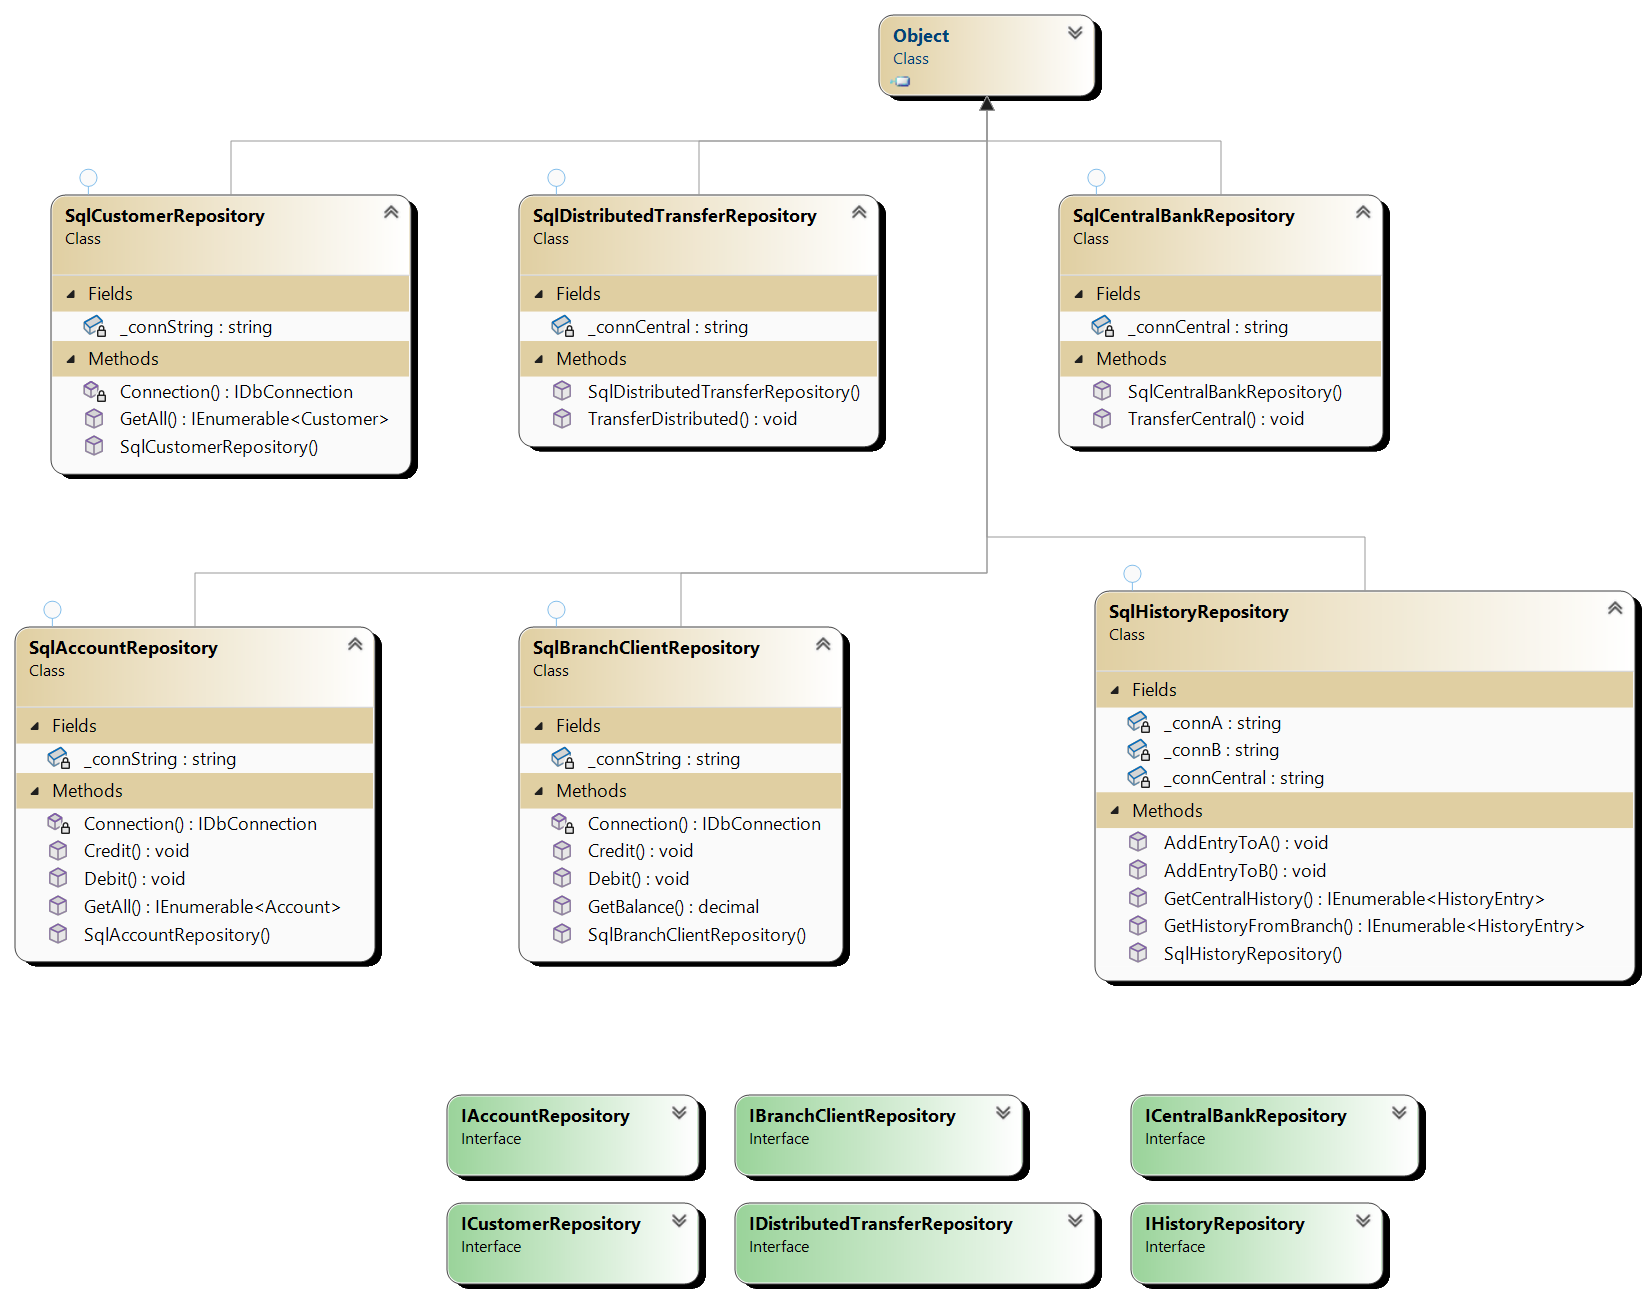 Object
Class
SqlCustomerRepository
Class
Fields
_connString : string
Methods
Connection() : IDbConnection
GetAll() : IEnumerable<Customer>
SqlCustomerRepository()
SqlDistributedTransferRepository
Class
Fields
_connCentral : string
Methods
SqlDistributedTransferRepository()
TransferDistributed() : void
SqlCentralBankRepository
Class
Fields
_connCentral : string
Methods
SqlCentralBankRepository()
TransferCentral() : void
SqlAccountRepository
Class
Fields
_connString : string
Methods
Connection() : IDbConnection
Credit() : void
Debit() : void
GetAll() : IEnumerable<Account>
SqlAccountRepository()
SqlBranchClientRepository
Class
Fields
_connString : string
Methods
Connection() : IDbConnection
Credit() : void
Debit() : void
GetBalance() : decimal
SqlBranchClientRepository()
SqlHistoryRepository
Class
Fields
_connA : string
_connB : string
_connCentral : string
Methods
AddEntryToA() : void
AddEntryToB() : void
GetCentralHistory() : IEnumerable<HistoryEntry>
GetHistoryFromBranch() : IEnumerable<HistoryEntry>
SqlHistoryRepository()
IAccountRepository
Interface
IBranchClientRepository
Interface
ICentralBankRepository
Interface
ICustomerRepository
Interface
IDistributedTransferRepository
Interface
IHistoryRepository
Interface